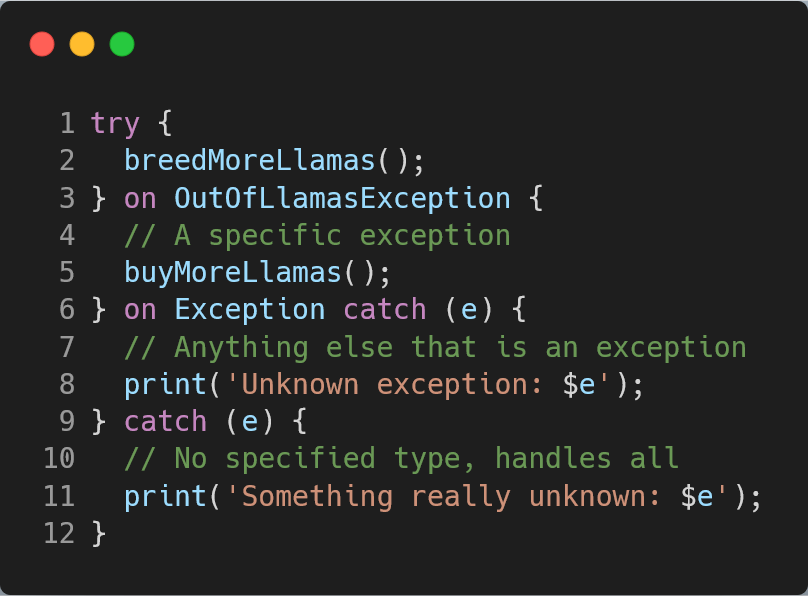 1 try {
2   breedMoreLlamas();
3 } on OutOfLlamasException {
4   // A specific exception
5   buyMoreLlamas();
6 } on Exception catch (e) {
7   // Anything else that is an exception
8   print('Unknown exception: $e');
9 } catch (e) {
10   // No specified type, handles all
11   print('Something really unknown: $e');
12 }